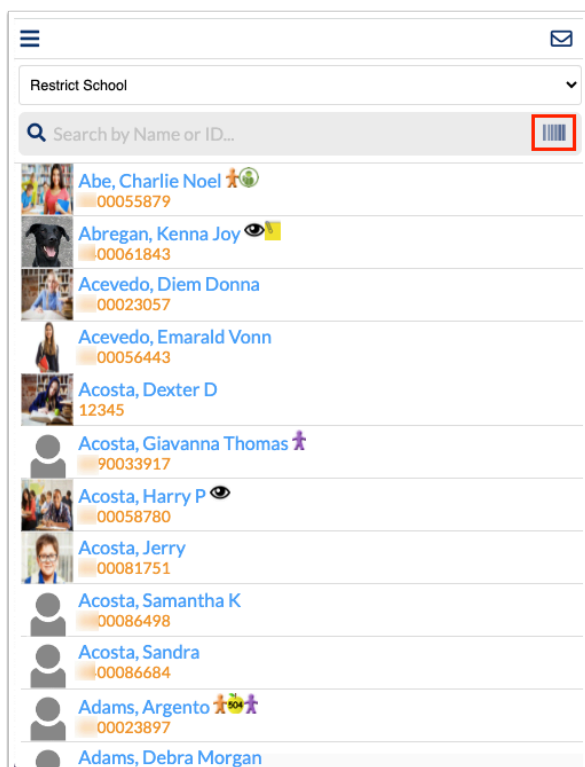 Restrict School
Search by Name or ID...
Abe, Charlie Noel
00055879
Abregan, Kenna Joy
00061843
Acevedo, Diem Donna
00023057
Acevedo, Emarald Vonn
00056443
Acosta, Dexter D
12345
Acosta, Giavanna Thomas
90033917
Acosta, Harry P
00058780
Acosta, Jerry
00081751
Acosta, Samantha K
00086498
Acosta, Sandra
00086684
Adams, Argento 504
00023897
Adams, Debra Morgan